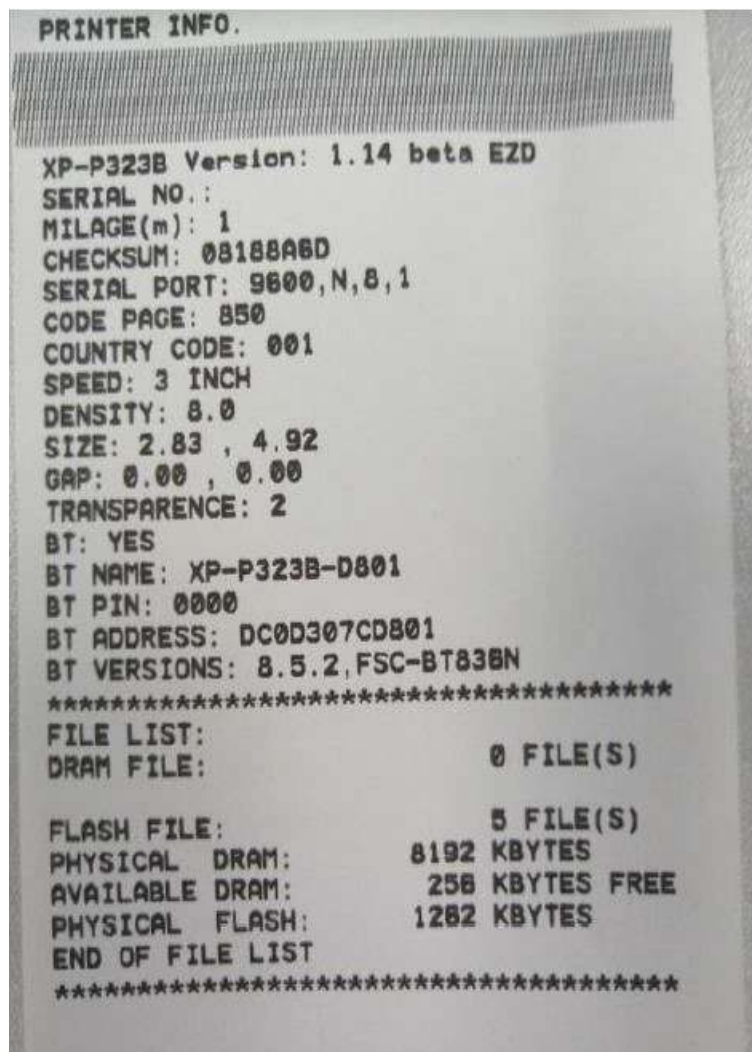 PRINTER INFO.
XP-P323B Version: 1.14 beta EZD
SERIAL NO.:
MILAGE(m): 1
CHECKSUM: 08188A6D
SERIAL PORT: 9600,N,8,1
CODE PAGE: 850
COUNTRY CODE: 001
SPEED: 3 INCH
DENSITY: 8.0
SIZE: 2.83 , 4.92
GAP: 0.00 , 0.00
TRANSPARENCE: 2
BT: YES
BT NAME: XP-P323B-D801
BT PIN: 0000
BT ADDRESS: DC0D307CD801
BT VERSIONS: 8.5.2,FSC-BT836N
***************************************
FILE LIST:
DRAM FILE: 0 FILE(S)
FLASH FILE: 5 FILE(S)
PHYSICAL DRAM: 8192 KBYTES
AVAILABLE DRAM: 256 KBYTES FREE
PHYSICAL FLASH: 1262 KBYTES
END OF FILE LIST
***************************************